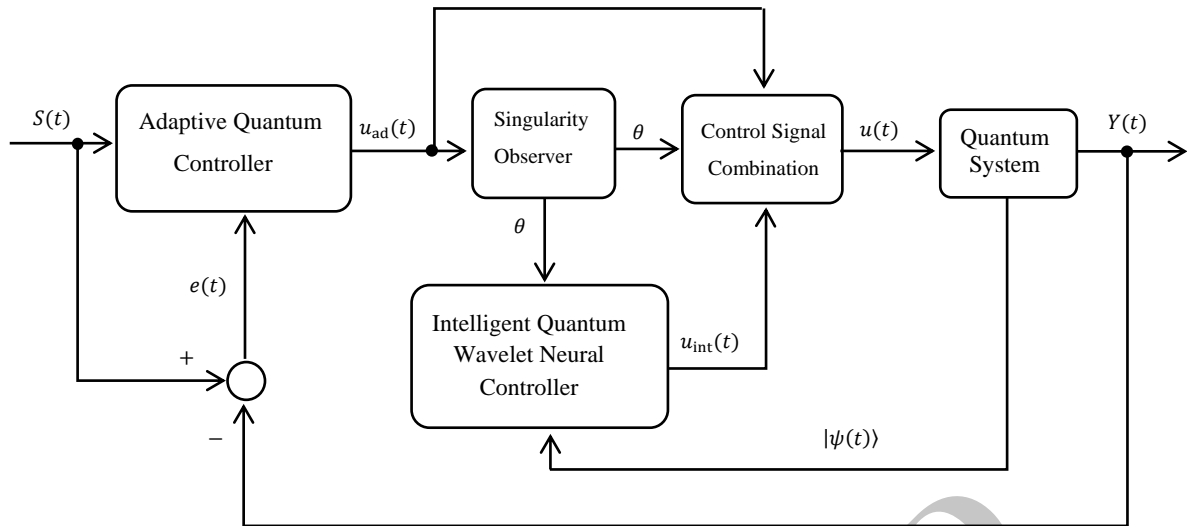 S(t)
Adaptive Quantum
Controller
u_ad(t)
Singularity
Observer
θ
Control Signal
Combination
u(t)
Quantum
System
Y(t)
θ
e(t)
Intelligent Quantum
Wavelet Neural
Controller
u_int(t)
+
−
|ψ(t)⟩